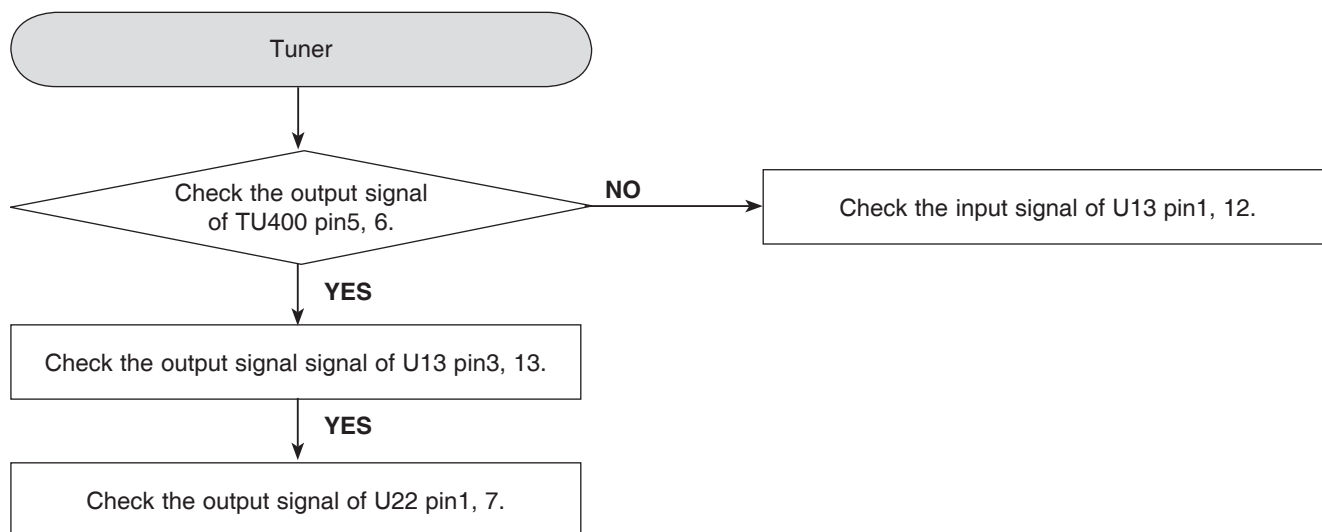 Tuner
Check the output signal
of TU400 pin5, 6.
NO
Check the input signal of U13 pin1, 12.
YES
Check the output signal signal of U13 pin3, 13.
YES
Check the output signal of U22 pin1, 7.